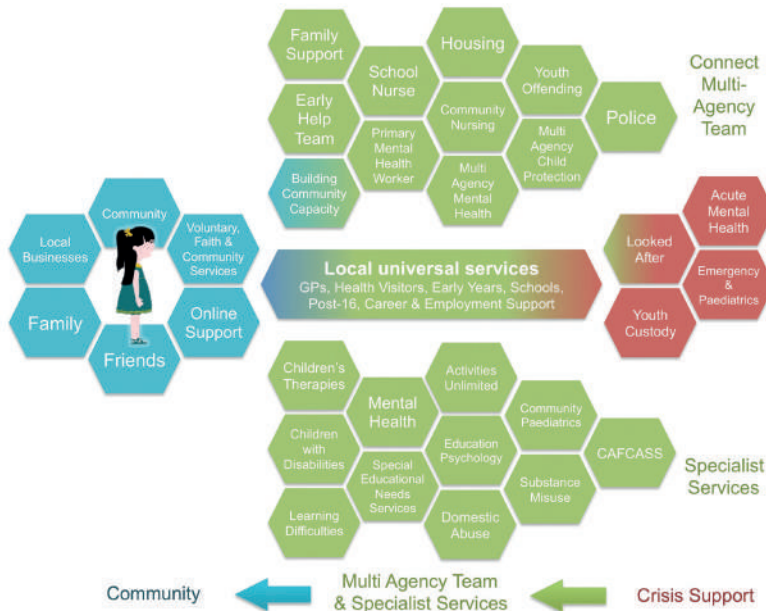 Family
Support
School
Nurse
Housing
Youth
Offending
Early
Help
Team
Community
Nursing
Police
Primary
Mental
Health
Worker
Multi
Agency
Child
Protection
Building
Community
Capacity
Multi
Agency
Mental
Health
Connect
Multi-
Agency
Team
Community
Local
Businesses
Voluntary,
Faith &
Community
Services
Family
Online
Support
Friends
Local universal services
GPs, Health Visitors, Early Years, Schools,
Post-16, Career & Employment Support
Looked
After
Acute
Mental
Health
Emergency
&
Paediatrics
Youth
Custody
Children's
Therapies
Mental
Health
Activities
Unlimited
Community
Paediatrics
Children
with
Disabilities
Education
Psychology
CAFCASS
Special
Educational
Needs
Services
Substance
Misuse
Learning
Difficulties
Domestic
Abuse
Specialist
Services
Community
Multi Agency Team
& Specialist Services
Crisis Support